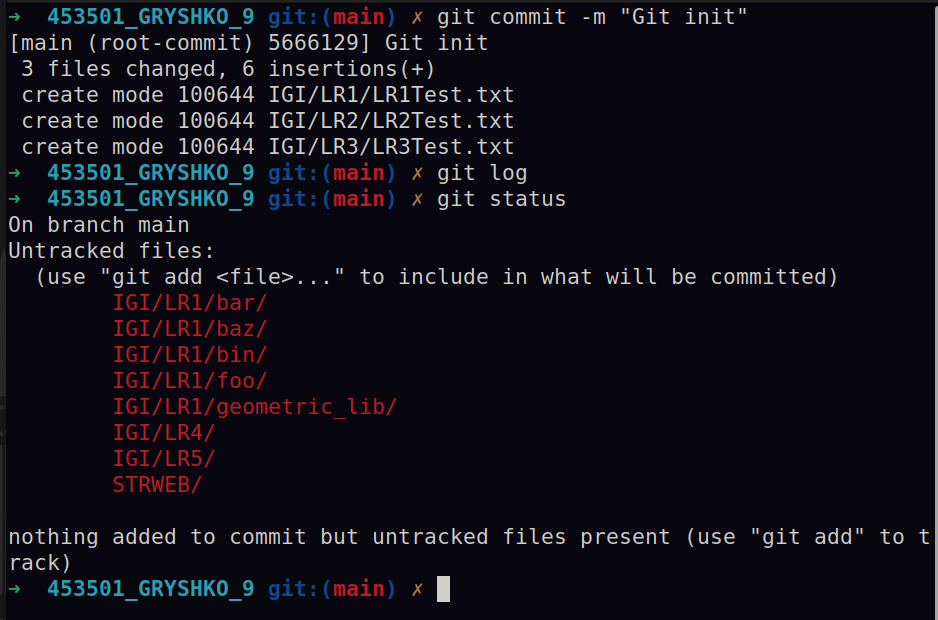 →  453501_GRYSHKO_9 git:(main) ✗ git commit -m "Git init"
[main (root-commit) 5666129] Git init
 3 files changed, 6 insertions(+)
 create mode 100644 IGI/LR1/LR1Test.txt
 create mode 100644 IGI/LR2/LR2Test.txt
 create mode 100644 IGI/LR3/LR3Test.txt
→  453501_GRYSHKO_9 git:(main) ✗ git log
→  453501_GRYSHKO_9 git:(main) ✗ git status
On branch main
Untracked files:
  (use "git add <file>..." to include in what will be committed)
        IGI/LR1/bar/
        IGI/LR1/baz/
        IGI/LR1/bin/
        IGI/LR1/foo/
        IGI/LR1/geometric_lib/
        IGI/LR4/
        IGI/LR5/
        STRWEB/

nothing added to commit but untracked files present (use "git add" to t
rack)
→  453501_GRYSHKO_9 git:(main) ✗